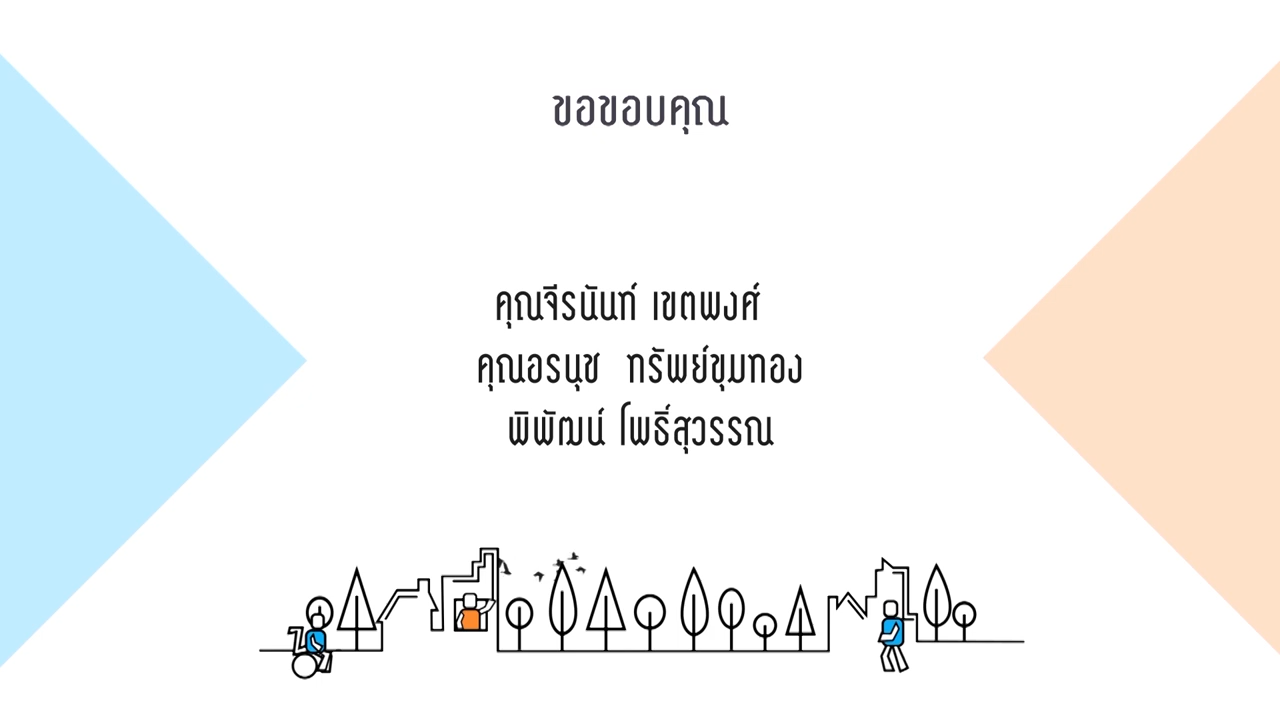 ขอขอบคุณ
คุณจีรนันท์ เขตพงศ์
คุณอรนุช ทรัพย์ขุมทอง
พิพัฒน์ โพธิ์สุวรรณ